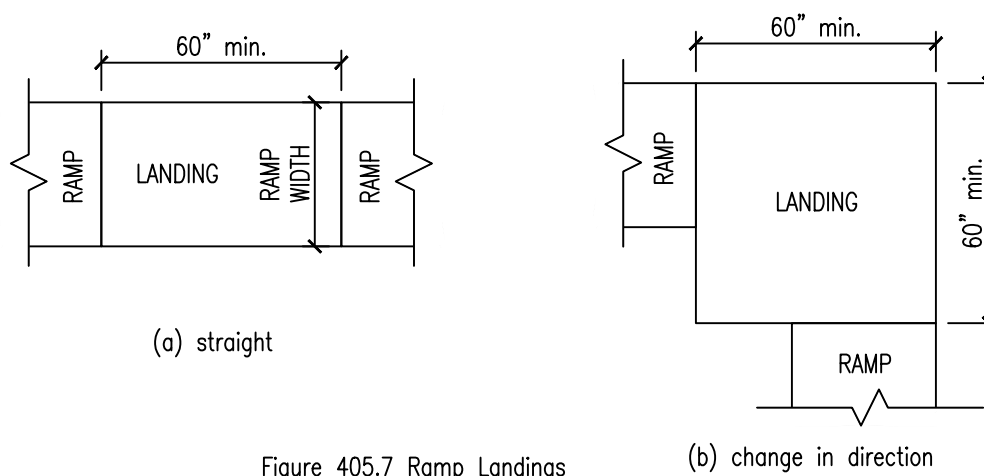 60” min.
RAMP
LANDING
RAMP
WIDTH
RAMP
(a) straight
60” min.
RAMP
LANDING
60” min.
RAMP
(b) change in direction
Figure 405.7 Ramp Landings